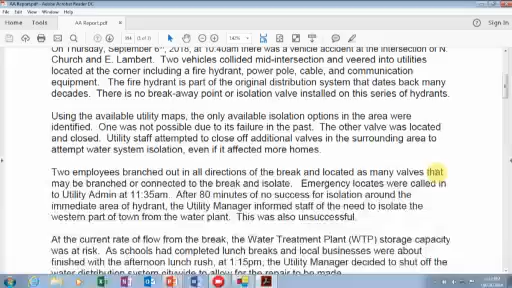 AA Report.pdf - Adobe Acrobat Reader DC
File Edit View Window Help
Home Tools AA Report.pdf × Sign In
140%
On Thursday, September 6th, 2018, at 10:40am there was a vehicle accident at the intersection of N.
Church and E. Lambert. Two vehicles collided mid-intersection and veered into utilities
located at the corner including a fire hydrant, power pole, cable, and communication
equipment. The fire hydrant is part of the original distribution system that dates back many
decades. There is no break-away point or isolation valve installed on this series of hydrants.
Using the available utility maps, the only available isolation options in the area were
identified. One was not possible due to its failure in the past. The other valve was located
and closed. Utility staff attempted to close off additional valves in the surrounding area to
attempt water system isolation, even if it affected more homes.
Two employees branched out in all directions of the break and located as many valves that
may be branched or connected to the break and isolate. Emergency locates were called in
to Utility Admin at 11:35am. After 80 minutes of no success for isolation around the
immediate area of hydrant, the Utility Manager informed staff of the need to isolate the
western part of town from the water plant. This was also unsuccessful.
At the current rate of flow from the break, the Water Treatment Plant (WTP) storage capacity
was at risk. As schools had completed lunch breaks and local businesses were about
finished with the afternoon lunch rush, at 1:15pm, the Utility Manager decided to shut off the
water distribution system citywide to allow for the repair to be made.